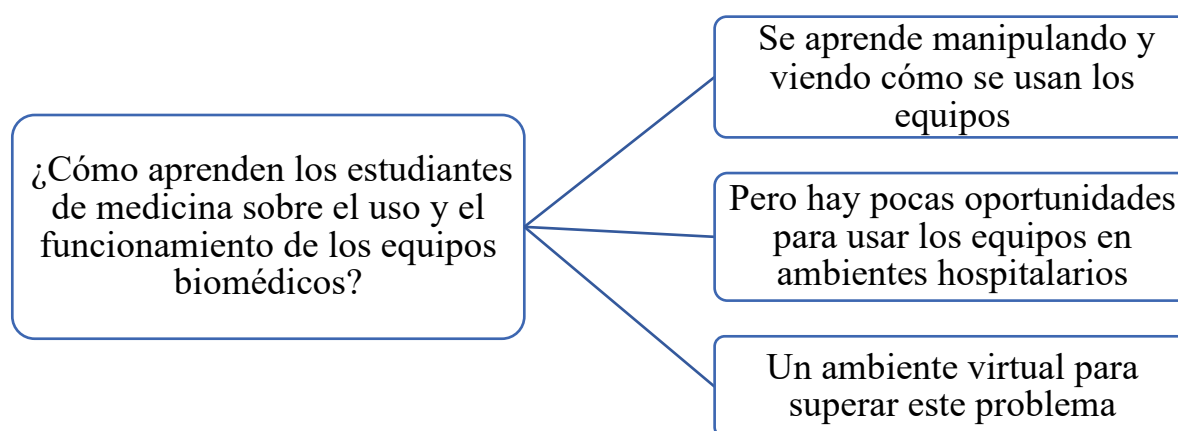 ¿Cómo aprenden los estudiantes
de medicina sobre el uso y el
funcionamiento de los equipos
biomédicos?
Se aprende manipulando y
viendo cómo se usan los
equipos
Pero hay pocas oportunidades
para usar los equipos en
ambientes hospitalarios
Un ambiente virtual para
superar este problema